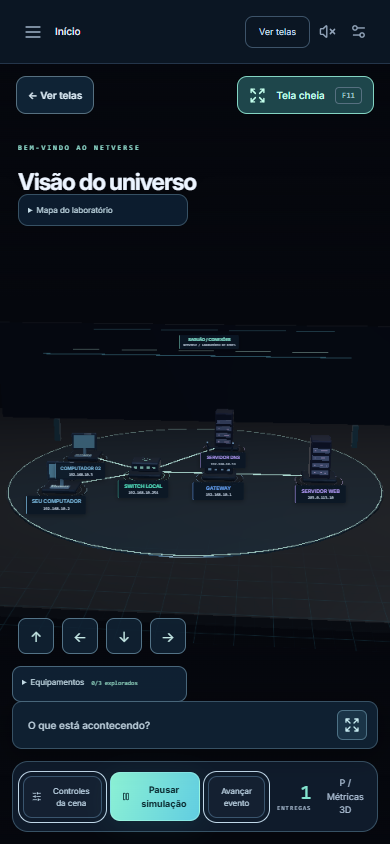 Início
Ver telas
← Ver telas
Tela cheia F11
BEM-VINDO AO NETVERSE
Visão do universo
▸ Mapa do laboratório
COMPUTADOR 02
SERVIDOR DNS
SWITCH LOCAL
GATEWAY
192.168.10.1
SERVIDOR WEB
SEU COMPUTADOR
192.168.10.2
↑ ← ↓ →
▸ Equipamentos 0/3 explorados
O que está acontecendo?
Controles da cena
Pausar simulação
Avançar evento
1
ENTREGAS
P / Métricas 3D